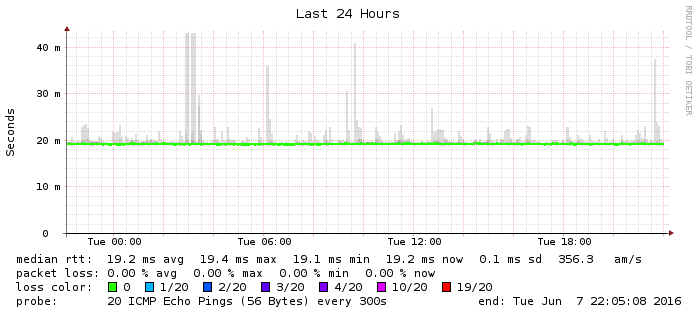 Last 24 Hours
RRDTOOL / TOBI OETIKER
Seconds
40 m
30 m
20 m
10 m
0
Tue 00:00 Tue 06:00 Tue 12:00 Tue 18:00
median rtt: 19.2 ms avg 19.4 ms max 19.1 ms min 19.2 ms now 0.1 ms sd 356.3 am/s
packet loss: 0.00 % avg 0.00 % max 0.00 % min 0.00 % now
loss color: 0 1/20 2/20 3/20 4/20 10/20 19/20
probe: 20 ICMP Echo Pings (56 Bytes) every 300s end: Tue Jun 7 22:05:08 2016